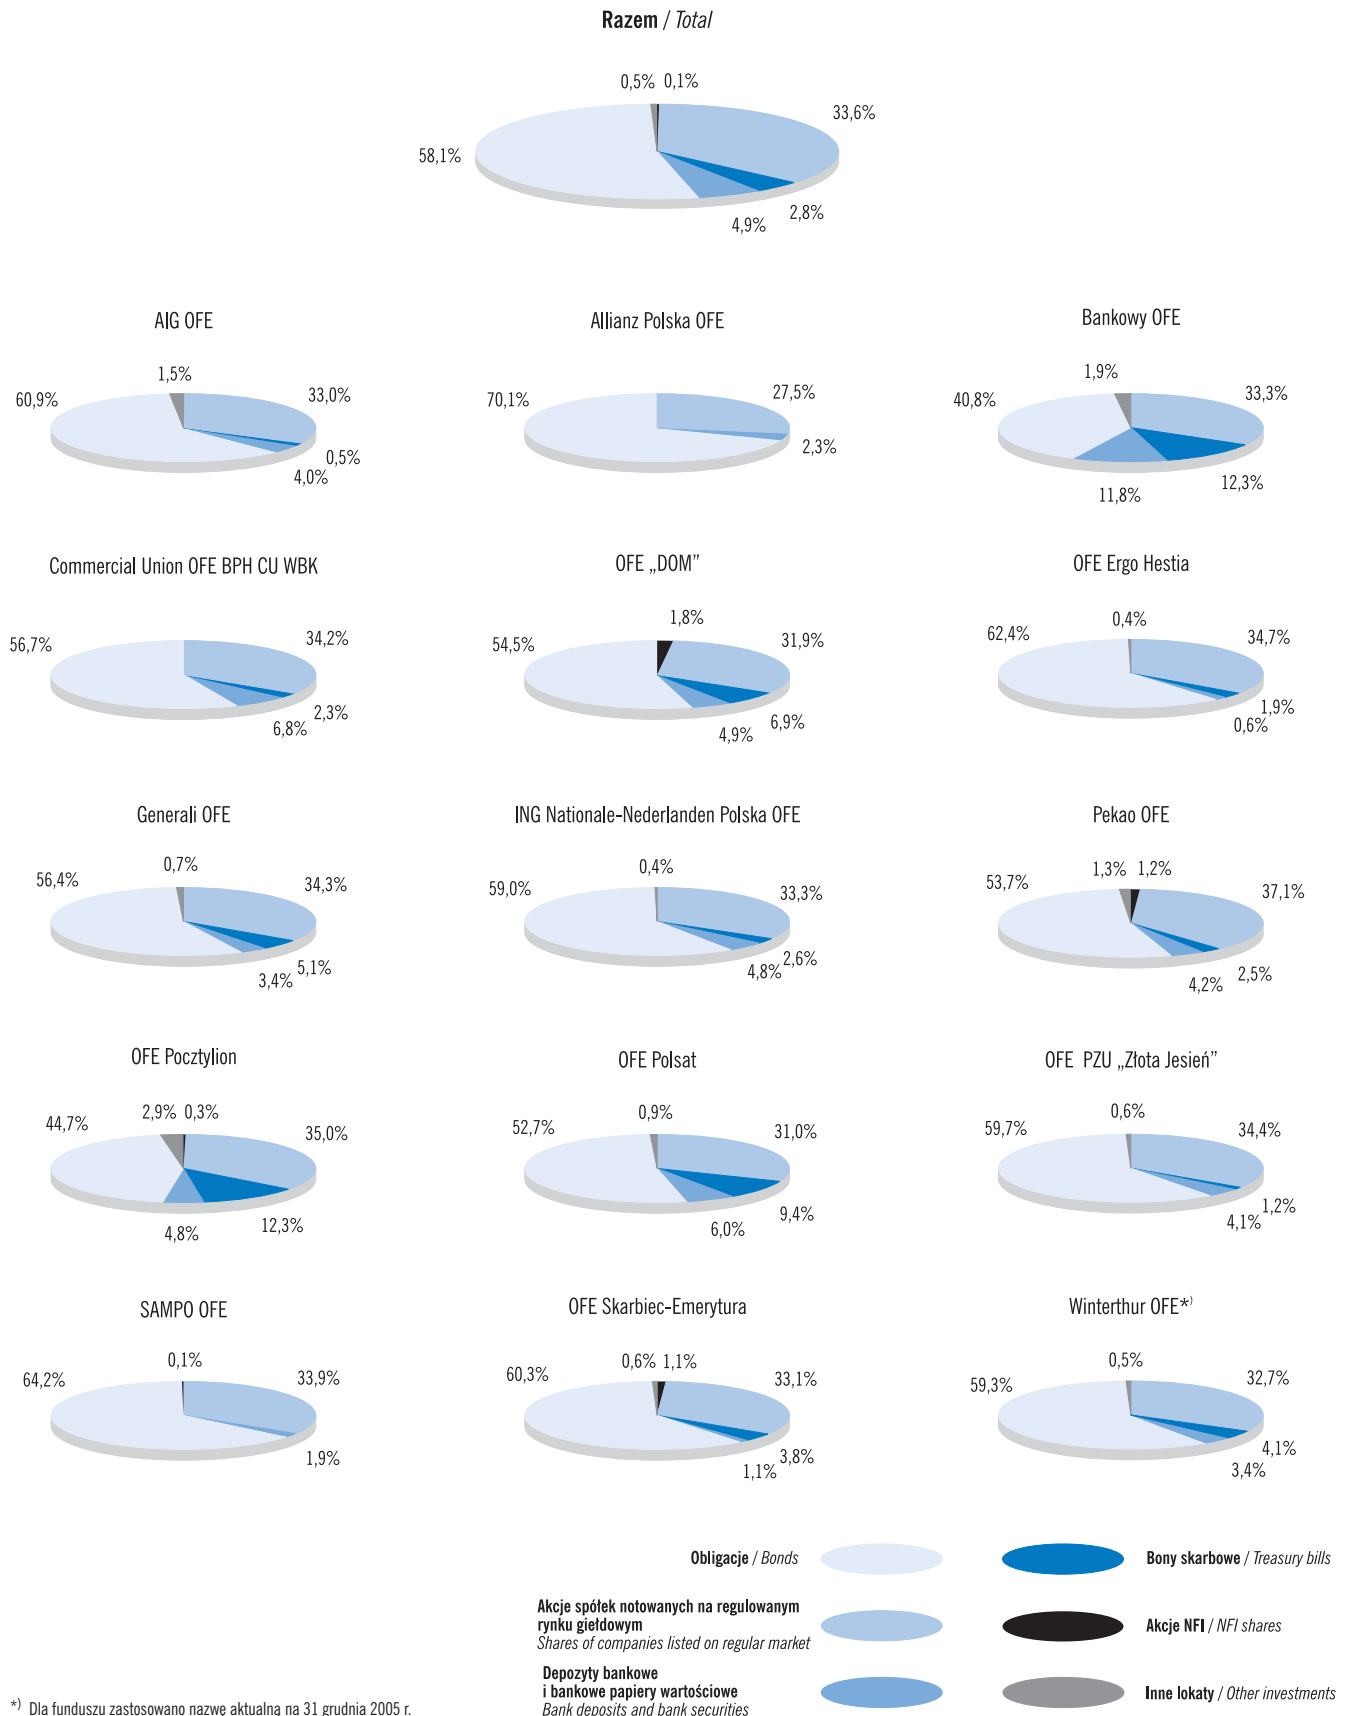 Razem / Total
0,5% 0,1%
33,6%
58,1%
2,8%
4,9%
AIG OFE
1,5%
60,9%
33,0%
0,5%
4,0%
Allianz Polska OFE
70,1%
27,5%
2,3%
Bankowy OFE
1,9%
40,8%
33,3%
12,3%
11,8%
Commercial Union OFE BPH CU WBK
56,7%
34,2%
2,3%
6,8%
OFE „DOM”
1,8%
54,5%
31,9%
6,9%
4,9%
OFE Ergo Hestia
0,4%
62,4%
34,7%
1,9%
0,6%
Generali OFE
0,7%
56,4%
34,3%
5,1%
3,4%
ING Nationale-Nederlanden Polska OFE
0,4%
59,0%
33,3%
2,6%
4,8%
Pekao OFE
1,3% 1,2%
53,7%
37,1%
2,5%
4,2%
OFE Pocztylion
2,9% 0,3%
44,7%
35,0%
12,3%
4,8%
OFE Polsat
0,9%
52,7%
31,0%
9,4%
6,0%
OFE PZU „Złota Jesień”
0,6%
59,7%
34,4%
1,2%
4,1%
SAMPO OFE
0,1%
64,2%
33,9%
1,9%
OFE Skarbiec-Emerytura
0,6% 1,1%
60,3%
33,1%
3,8%
1,1%
Winterthur OFE*)
0,5%
59,3%
32,7%
4,1%
3,4%
Obligacje / Bonds
Bony skarbowe / Treasury bills
Akcje spółek notowanych na regulowanym
rynku giełdowym
Shares of companies listed on regular market
Akcje NFI / NFI shares
Depozyty bankowe
i bankowe papiery wartościowe
Bank deposits and bank securities
Inne lokaty / Other investments
*) Dla funduszu zastosowano nazwę aktualną na 31 grudnia 2005 r.